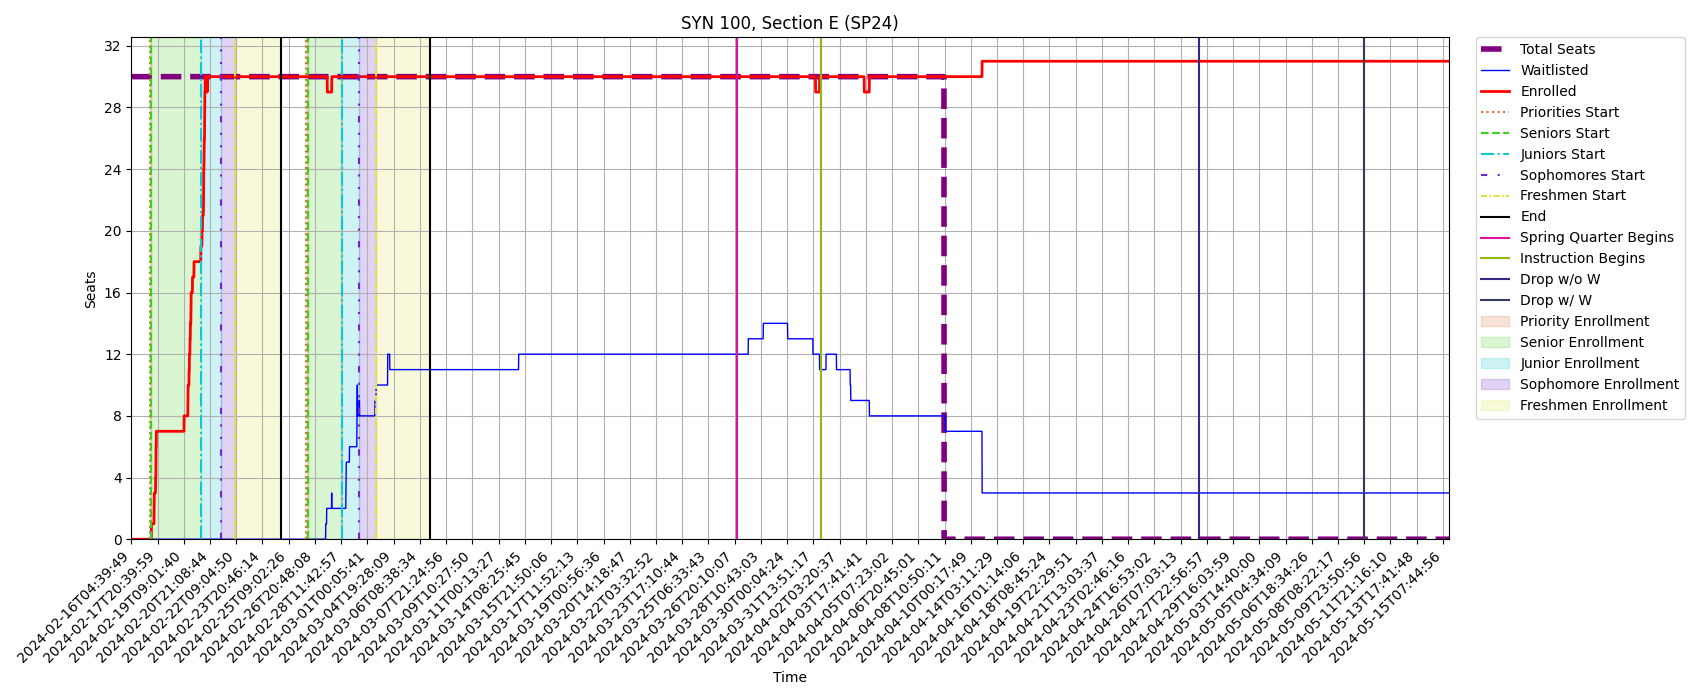 SYN 100, Section E (SP24)
Seats
32
28
24
20
16
12
8
4
0
2024-02-16T04:39:49
2024-02-17T20:39:59
2024-02-19T09:01:40
2024-02-20T21:08:44
2024-02-22T09:04:50
2024-02-23T20:46:14
2024-02-25T09:02:26
2024-02-26T20:48:08
2024-02-28T11:42:57
2024-03-01T00:05:41
2024-03-04T19:28:09
2024-03-06T08:38:34
2024-03-07T21:24:56
2024-03-09T10:27:50
2024-03-11T00:13:27
2024-03-14T08:25:45
2024-03-15T21:50:06
2024-03-17T11:52:13
2024-03-19T00:56:36
2024-03-20T14:18:47
2024-03-22T03:32:52
2024-03-23T17:10:44
2024-03-25T06:33:43
2024-03-26T20:10:07
2024-03-28T10:43:03
2024-03-30T00:04:24
2024-03-31T13:51:17
2024-04-02T03:20:37
2024-04-03T17:41:41
2024-04-05T07:23:02
2024-04-06T20:45:01
2024-04-08T10:50:11
2024-04-10T00:17:49
2024-04-14T03:11:29
2024-04-16T01:14:06
2024-04-18T08:45:24
2024-04-19T22:29:51
2024-04-21T13:03:37
2024-04-23T02:46:16
2024-04-24T16:53:02
2024-04-26T07:03:13
2024-04-27T22:56:57
2024-04-29T16:03:59
2024-05-03T14:40:00
2024-05-05T04:34:09
2024-05-06T18:34:26
2024-05-08T08:22:17
2024-05-09T23:50:56
2024-05-11T21:16:10
2024-05-13T17:41:48
2024-05-15T07:44:56
Time
Total Seats
Waitlisted
Enrolled
Priorities Start
Seniors Start
Juniors Start
Sophomores Start
Freshmen Start
End
Spring Quarter Begins
Instruction Begins
Drop w/o W
Drop w/ W
Priority Enrollment
Senior Enrollment
Junior Enrollment
Sophomore Enrollment
Freshmen Enrollment